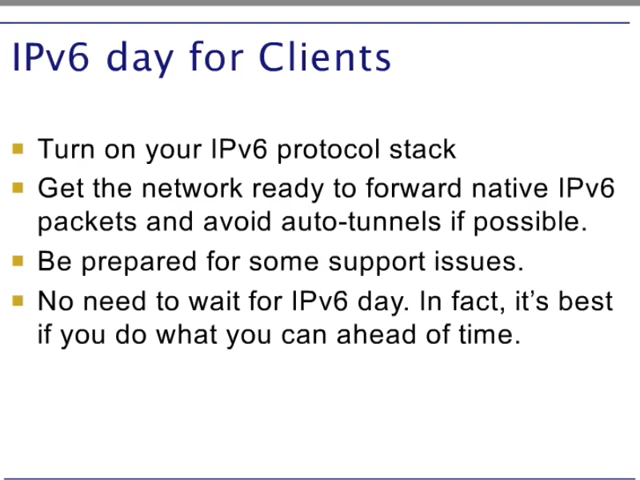 IPv6 day for Clients
Turn on your IPv6 protocol stack
Get the network ready to forward native IPv6
packets and avoid auto-tunnels if possible.
Be prepared for some support issues.
No need to wait for IPv6 day. In fact, it’s best
if you do what you can ahead of time.